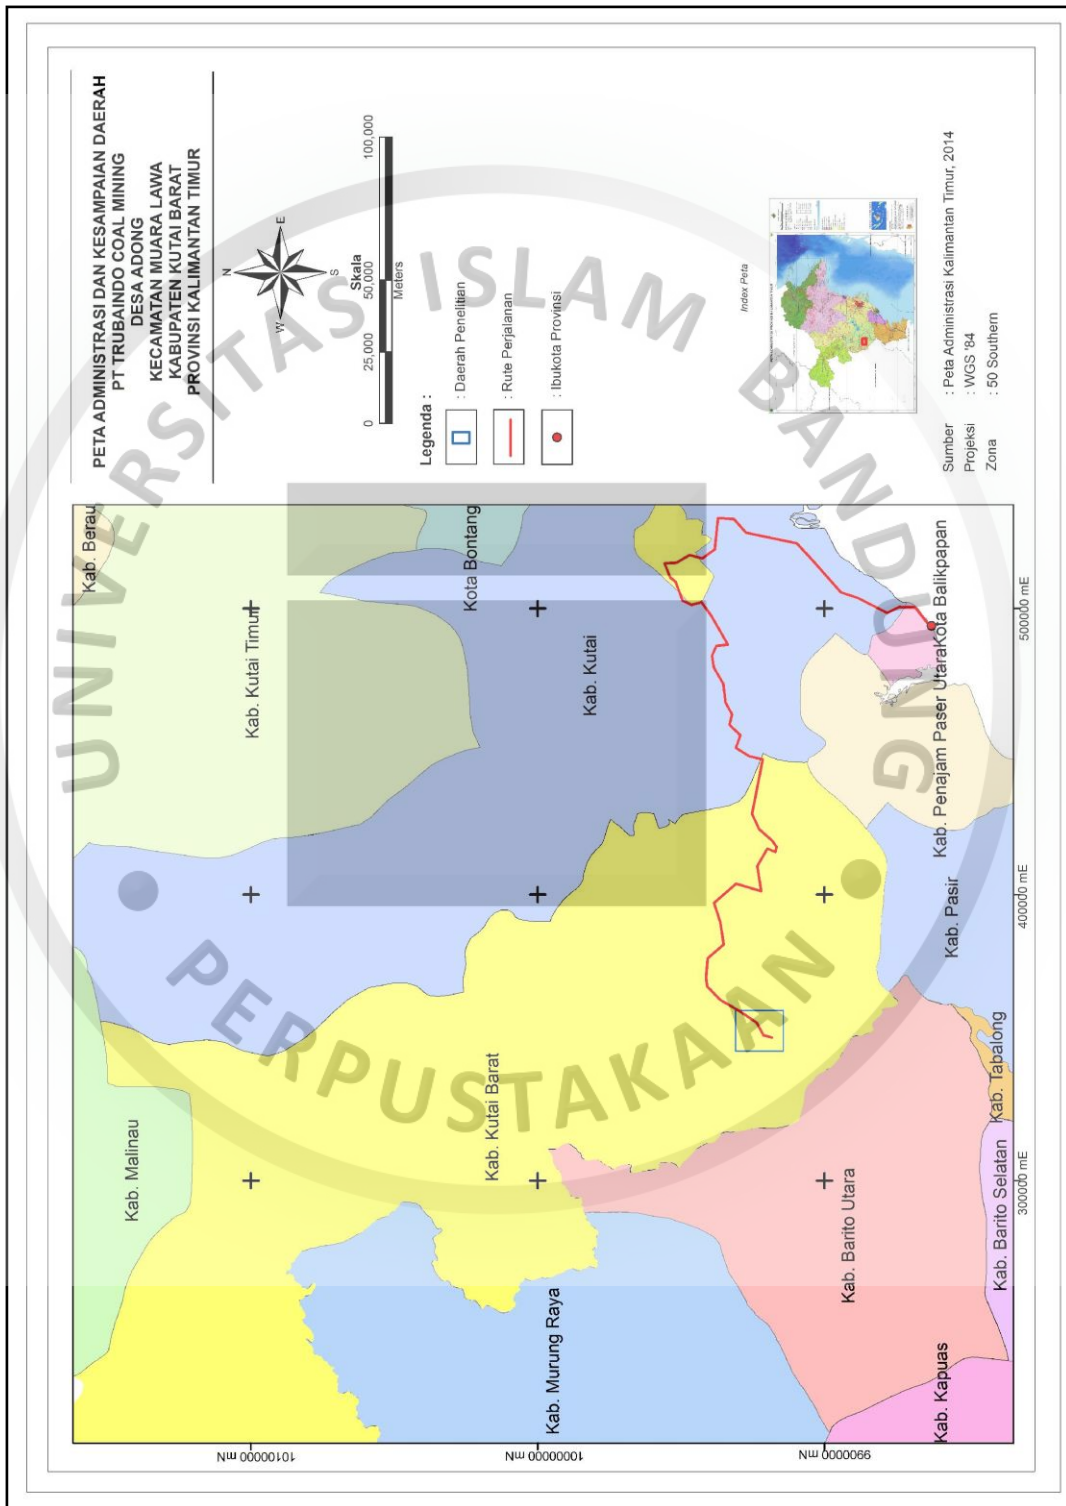 PETA ADMINISTRASI DAN KESAMPAIAN DAERAH
PT TRUBAINDO COAL MINING
DESA ADONG
KECAMATAN MUARA LAWA
KABUPATEN KUTAI BARAT
PROVINSI KALIMANTAN TIMUR
N
E
S
W
Skala
0 25,000 50,000 100,000
Meters
Legenda :
: Daerah Penelitian
: Rute Perjalanan
: Ibukota Provinsi
Index Peta
Sumber : Peta Administrasi Kalimantan Timur, 2014
Projeksi : WGS '84
Zona : 50 Southern
Kab. Berau
Kab. Kutai Timur
Kota Bontang
Kab. Kutai
Kab. Malinau
Kab. Kutai Barat
Kab. Murung Raya
Kab. Barito Utara
Kab. Penajam Paser Utara
Kota Balikpapan
Kab. Pasir
Kab. Tabalong
Kab. Barito Selatan
Kab. Kapuas
10100000 mN
10000000 mN
9900000 mN
300000 mE
400000 mE
500000 mE
UNIVERSITAS ISLAM BANDUNG
PERPUSTAKAAN